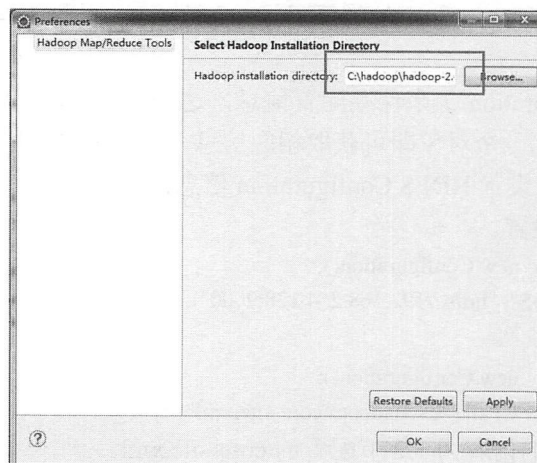 Preferences
Hadoop Map/Reduce Tools
Select Hadoop Installation Directory
Hadoop installation directory: C:\hadoop\hadoop-2. Browse...
Restore Defaults Apply
OK Cancel